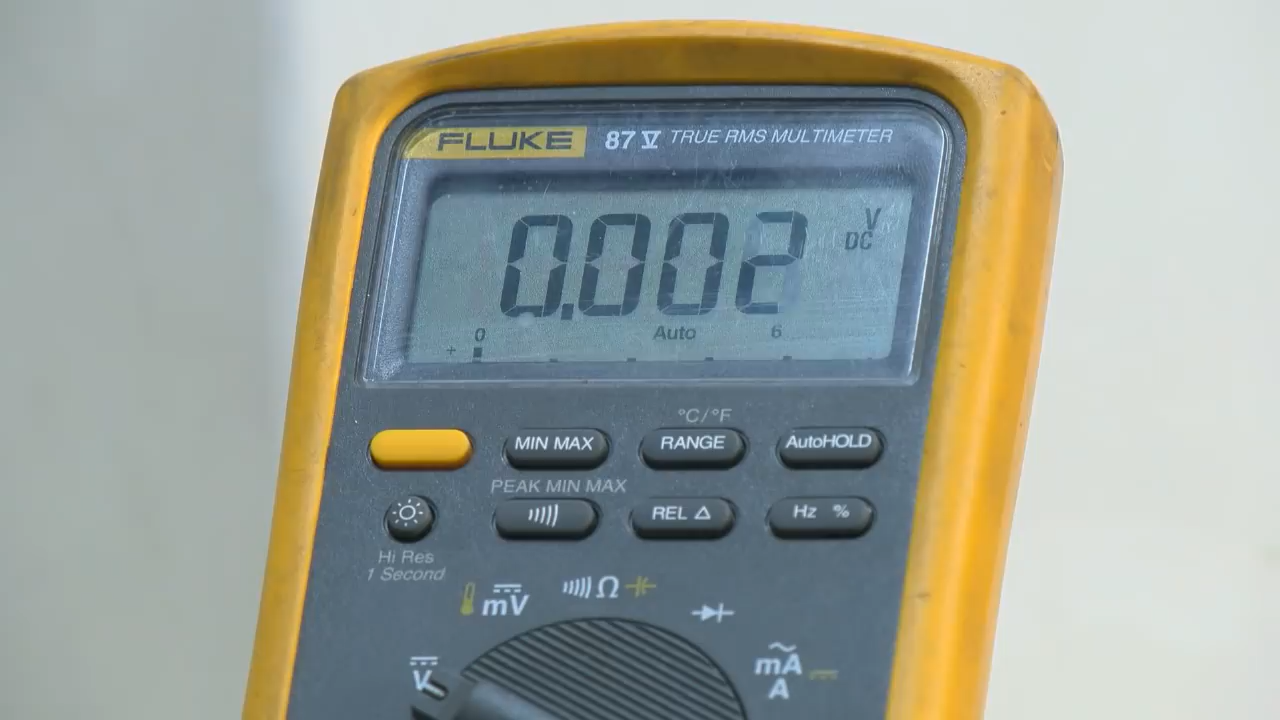 FLUKE 87 V TRUE RMS MULTIMETER
0.002 V DC
0 Auto 6
+
°C/°F
MIN MAX RANGE AutoHOLD
PEAK MIN MAX
REL Δ Hz %
Hi Res
1 Second
mV Ω
V mA
A